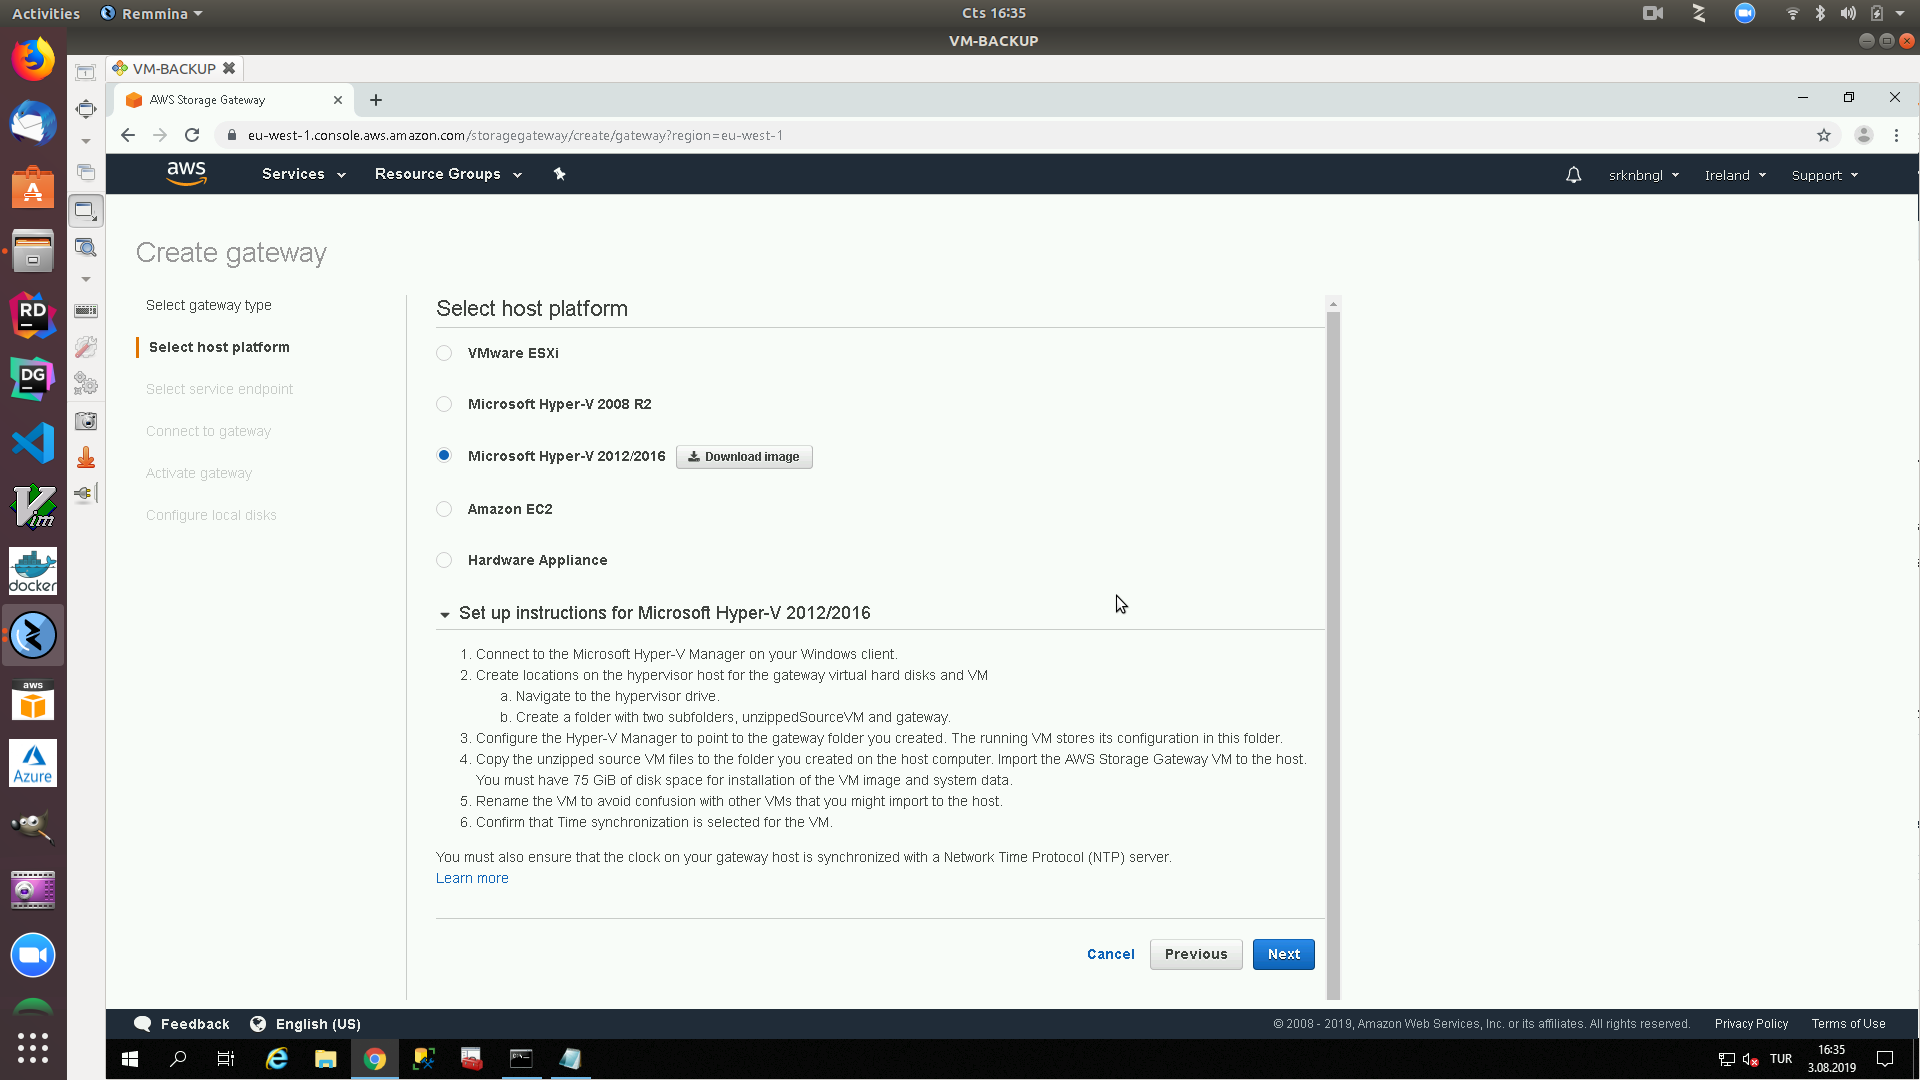 Activities
Remmina
Cts 16:35
VM-BACKUP
VM-BACKUP
AWS Storage Gateway
eu-west-1.console.aws.amazon.com/storagegateway/create/gateway?region=eu-west-1
aws
Services
Resource Groups
srknbngl
Ireland
Support
Create gateway
Select gateway type
Select host platform
Select service endpoint
Connect to gateway
Activate gateway
Configure local disks
Select host platform
VMware ESXi
Microsoft Hyper-V 2008 R2
Microsoft Hyper-V 2012/2016
Download image
Amazon EC2
Hardware Appliance
Set up instructions for Microsoft Hyper-V 2012/2016
1. Connect to the Microsoft Hyper-V Manager on your Windows client.
2. Create locations on the hypervisor host for the gateway virtual hard disks and VM
a. Navigate to the hypervisor drive.
b. Create a folder with two subfolders, unzippedSourceVM and gateway.
3. Configure the Hyper-V Manager to point to the gateway folder you created. The running VM stores its configuration in this folder.
4. Copy the unzipped source VM files to the folder you created on the host computer. Import the AWS Storage Gateway VM to the host.
You must have 75 GiB of disk space for installation of the VM image and system data.
5. Rename the VM to avoid confusion with other VMs that you might import to the host.
6. Confirm that Time synchronization is selected for the VM.
You must also ensure that the clock on your gateway host is synchronized with a Network Time Protocol (NTP) server.
Learn more
Cancel
Previous
Next
Feedback
English (US)
© 2008 - 2019, Amazon Web Services, Inc. or its affiliates. All rights reserved.
Privacy Policy
Terms of Use
TUR
16:35
3.08.2019
RD
DG
Vim
docker
aws
Azure